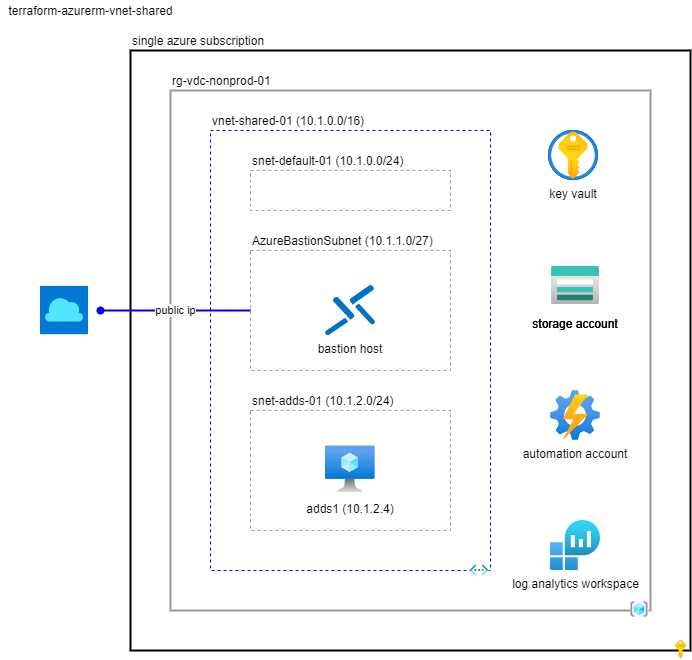 terraform-azurerm-vnet-shared
single azure subscription
rg-vdc-nonprod-01
vnet-shared-01 (10.1.0.0/16)
snet-default-01 (10.1.0.0/24)
key vault
AzureBastionSubnet (10.1.1.0/27)
public ip
storage account
bastion host
snet-adds-01 (10.1.2.0/24)
automation account
adds1 (10.1.2.4)
log analytics workspace